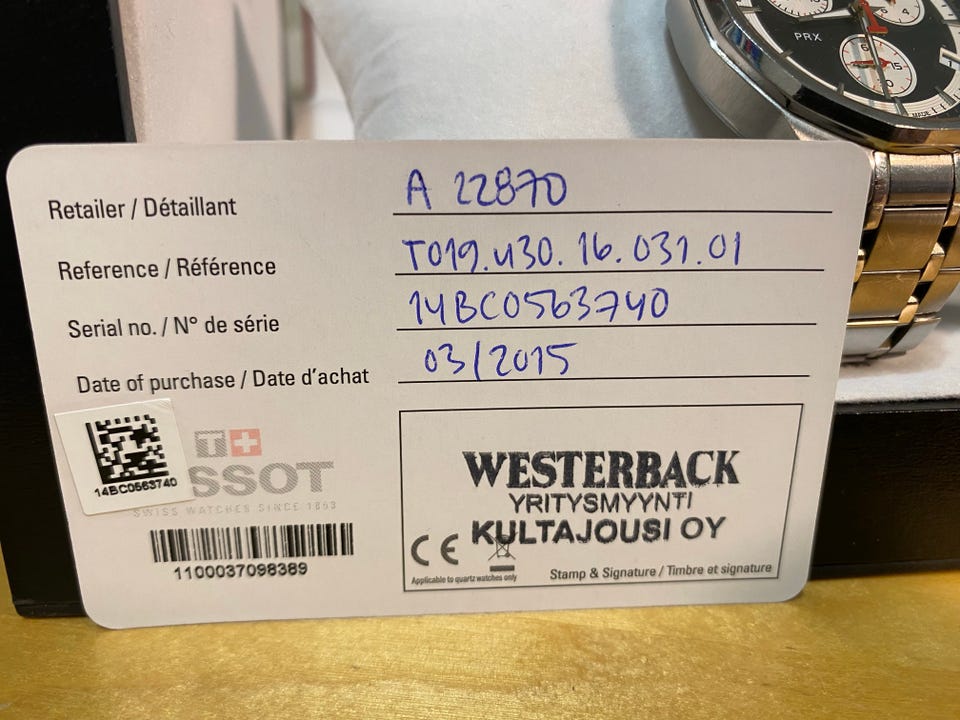 PRX
Retailer / Détaillant A 22870
Reference / Référence T019.430.16.031.01
Serial no. / N° de série 14BC0563740
Date of purchase / Date d'achat 03/2015
14BC0563740
T+
SSOT
SWISS WATCHES SINCE 1853
1100037098389
WESTERBACK
YRITYSMYYNTI
KULTAJOUSI OY
CE
Applicable to quartz watches only
Stamp & Signature / Timbre et signature